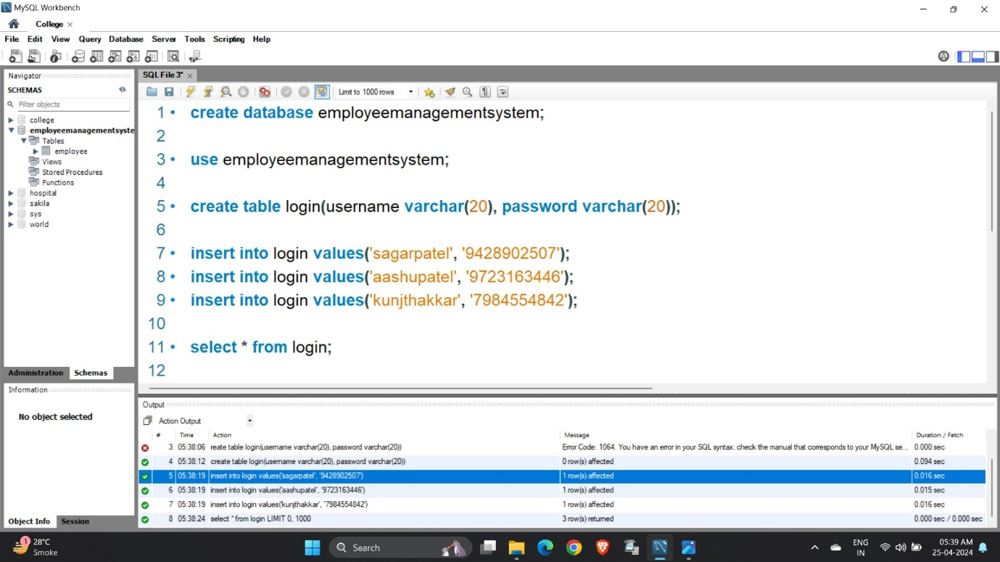 MySQL Workbench
College
File Edit View Query Database Server Tools Scripting Help
Navigator
SCHEMAS
Filter objects
college
employeemanagementsyste
Tables
employee
Views
Stored Procedures
Functions
hospital
sakila
sys
world
Administration Schemas
Information
No object selected
Object Info Session
SQL File 3*
Limit to 1000 rows
1 create database employeemanagementsystem;
2
3 use employeemanagementsystem;
4
5 create table login(username varchar(20), password varchar(20));
6
7 insert into login values('sagarpatel', '9428902507');
8 insert into login values('aashupatel', '9723163446');
9 insert into login values('kunjthakkar', '7984554842');
10
11 select * from login;
12
Output
Action Output
# Time Action Message Duration / Fetch
3 05:38:06 reate table login(username varchar(20), password varchar(20)) Error Code: 1064. You have an error in your SQL syntax; check the manual that corresponds to your MySQL se... 0.000 sec
4 05:38:12 create table login(username varchar(20), password varchar(20)) 0 row(s) affected 0.094 sec
5 05:38:19 insert into login values('sagarpatel', '9428902507') 1 row(s) affected 0.016 sec
6 05:38:19 insert into login values('aashupatel', '9723163446') 1 row(s) affected 0.015 sec
7 05:38:19 insert into login values('kunjthakkar', '7984554842') 1 row(s) affected 0.016 sec
8 05:38:24 select * from login LIMIT 0, 1000 3 row(s) returned 0.000 sec / 0.000 sec
1
28°C
Smoke
Search
ENG
IN
05:39 AM
25-04-2024